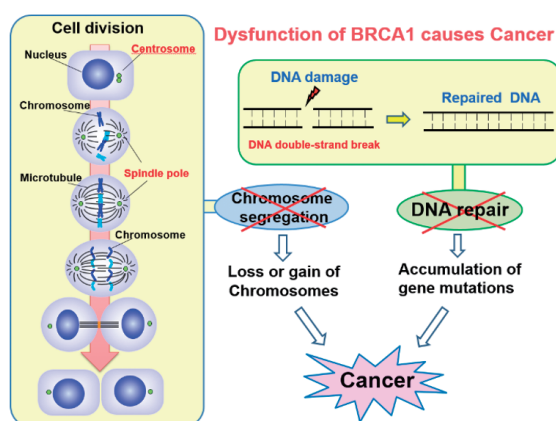 Cell division
Nucleus
Centrosome
Chromosome
Spindle pole
Microtubule
Chromosome
Dysfunction of BRCA1 causes Cancer
DNA damage
Repaired DNA
DNA double-strand break
Chromosome
segregation
DNA repair
Loss or gain of
Chromosomes
Accumulation of
gene mutations
Cancer